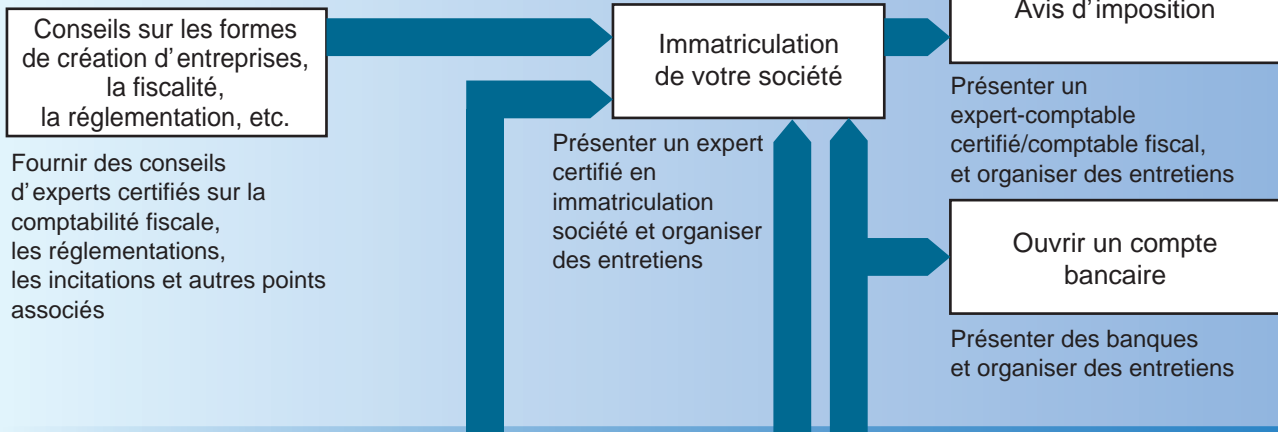 Conseils sur les formes
de création d'entreprises,
la fiscalité,
la réglementation, etc.
Fournir des conseils
d'experts certifiés sur la
comptabilité fiscale,
les réglementations,
les incitations et autres points
associés
Immatriculation
de votre société
Présenter un expert
certifié en
immatriculation
société et organiser
des entretiens
Avis d'imposition
Présenter un
expert-comptable
certifié/comptable fiscal,
et organiser des entretiens
Ouvrir un compte
bancaire
Présenter des banques
et organiser des entretiens